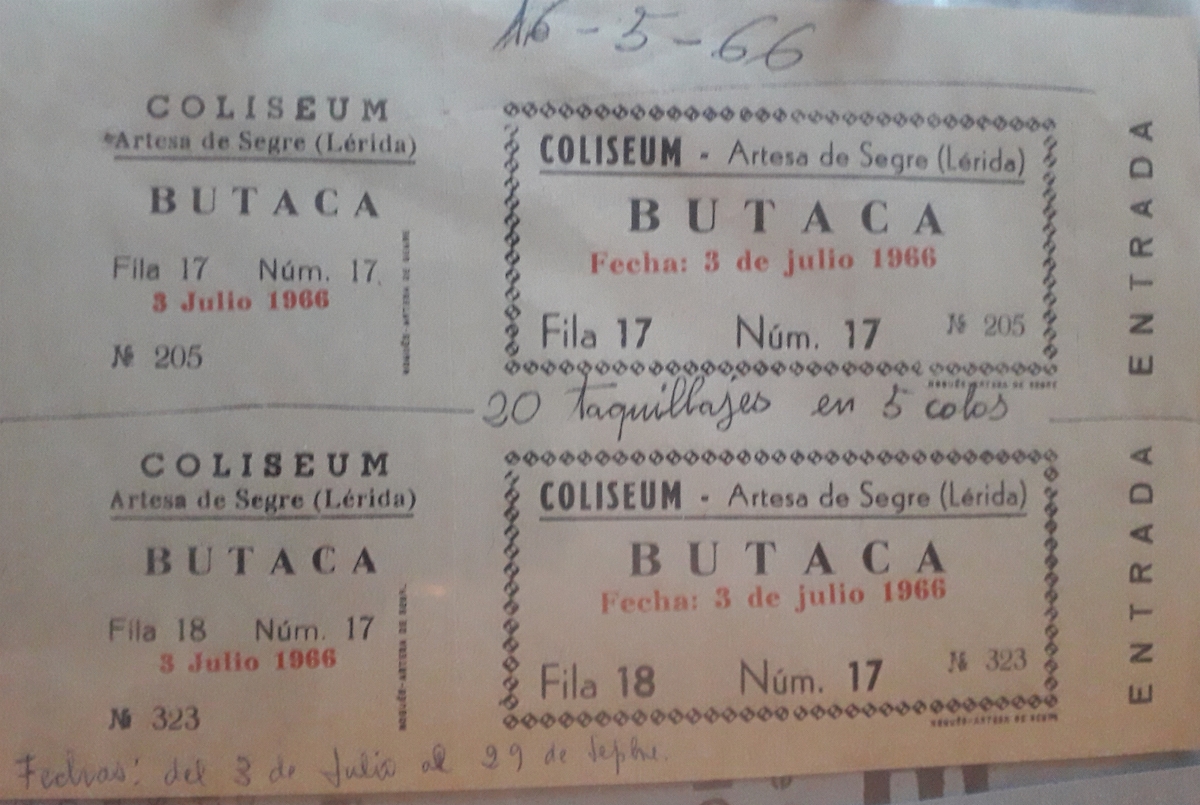 16-5-66
COLISEUM
Artesa de Segre (Lérida)
BUTACA
Fila 17 Núm. 17
3 Julio 1966
№ 205
COLISEUM - Artesa de Segre (Lérida)
BUTACA
Fecha: 3 de julio 1966
Fila 17 Núm. 17 № 205
ENTRADA
20 taquillajes en 5 colos
COLISEUM
Artesa de Segre (Lérida)
BUTACA
Fila 18 Núm. 17
3 Julio 1966
№ 323
COLISEUM - Artesa de Segre (Lérida)
BUTACA
Fecha: 3 de julio 1966
Fila 18 Núm. 17 № 323
ENTRADA
Fechas: del 3 de Julio al 29 de Sepbre.